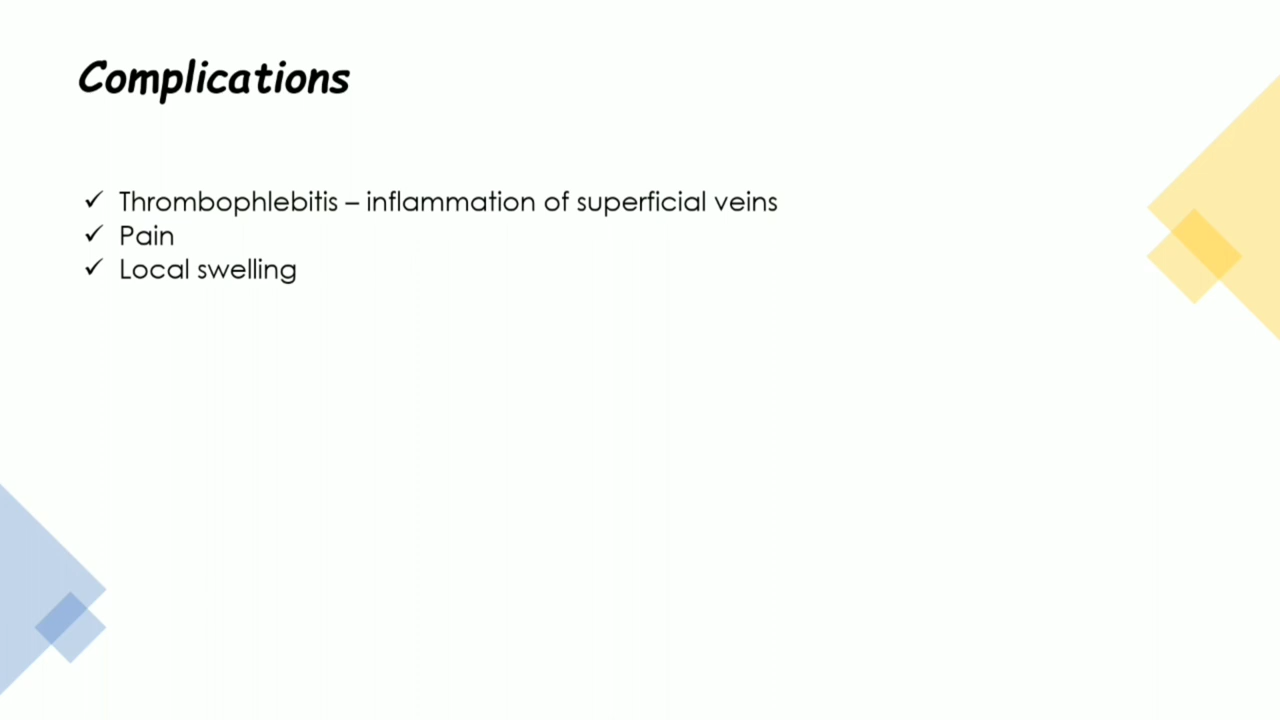 Complications
✓ Thrombophlebitis – inflammation of superficial veins
✓ Pain
✓ Local swelling